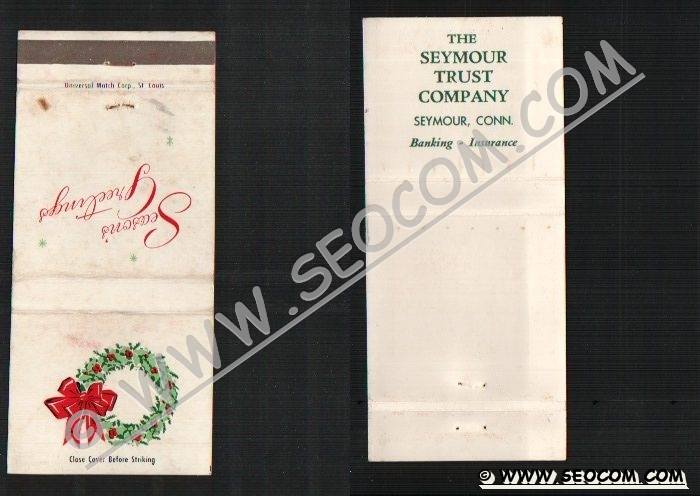 Universal Match Corp., St. Louis
Season's
Greetings
Close Cover Before Striking
THE
SEYMOUR
TRUST
COMPANY
SEYMOUR, CONN.
Banking - Insurance
© WWW.SEOCOM.COM
© WWW.SEOCOM.COM